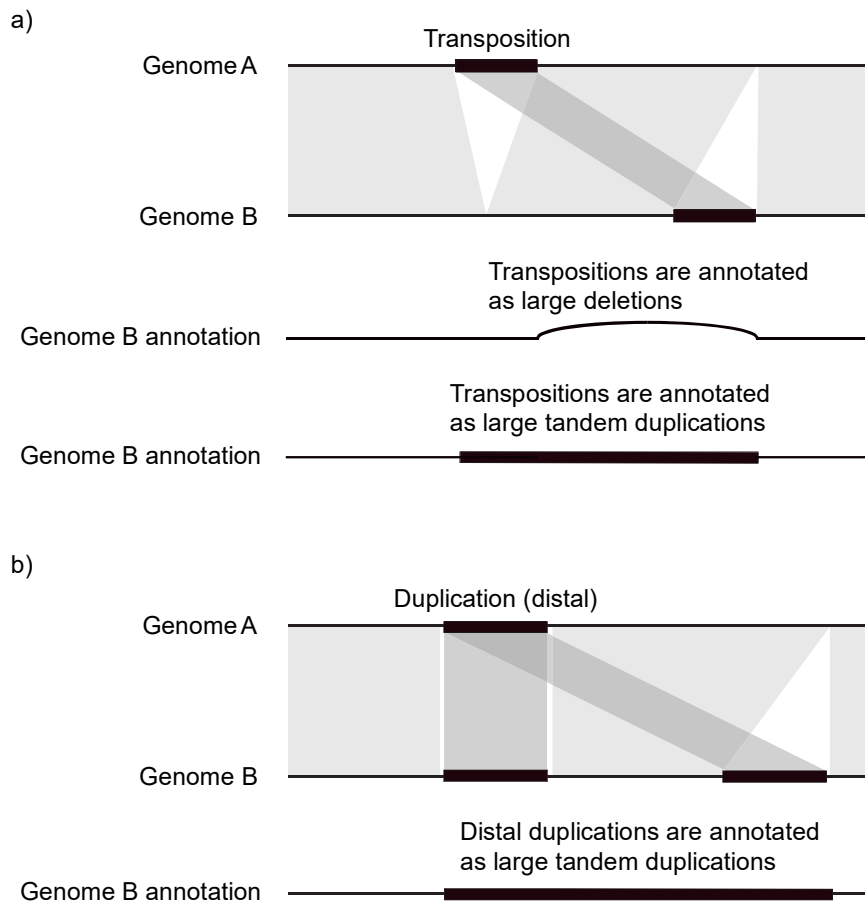 a)
Transposition
Genome A
Genome B
Transpositions are annotated
as large deletions
Genome B annotation
Transpositions are annotated
as large tandem duplications
Genome B annotation
b)
Duplication (distal)
Genome A
Genome B
Distal duplications are annotated
as large tandem duplications
Genome B annotation